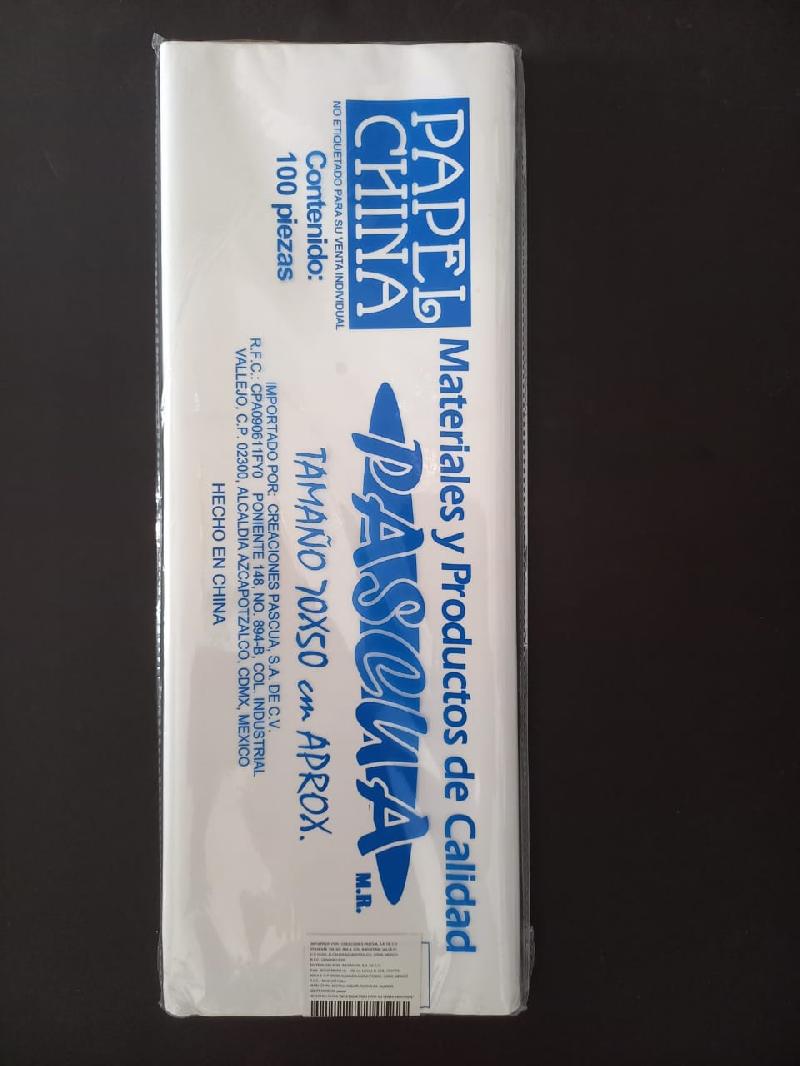 PAPEL
CHINA
NO ETIQUETADO PARA SU VENTA INDIVIDUAL
Contenido:
100 piezas
Materiales y Productos de Calidad
PASCUA
M.R.
TAMAÑO 70X50 cm APROX.
IMPORTADO POR: CREACIONES PASCUA, S.A. DE C.V.
R.F.C.: CPA090611FY0 PONIENTE 148, NO. 894-B, COL. INDUSTRIAL
VALLEJO, C.P. 02300, ALCALDIA AZCAPOTZALCO, CDMX, MEXICO
HECHO EN CHINA